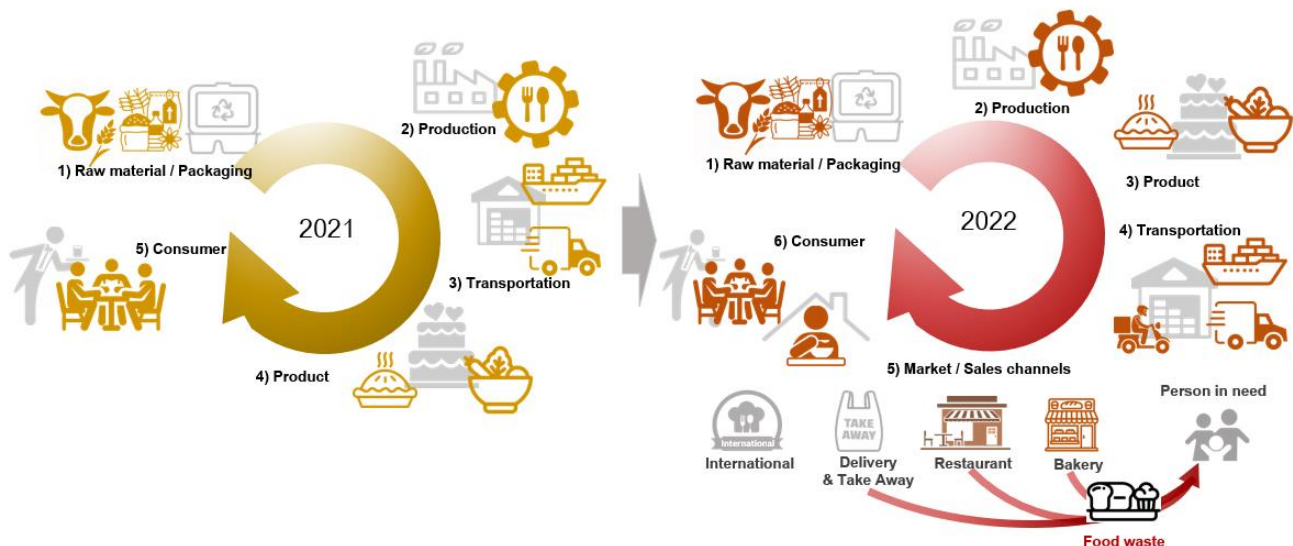 2) Production
1) Raw material / Packaging
2021
5) Consumer
3) Transportation
4) Product
2) Production
1) Raw material / Packaging
3) Product
2022
4) Transportation
6) Consumer
5) Market / Sales channels
Person in need
International
TAKE
AWAY
International
Delivery
& Take Away
Restaurant
Bakery
Food waste